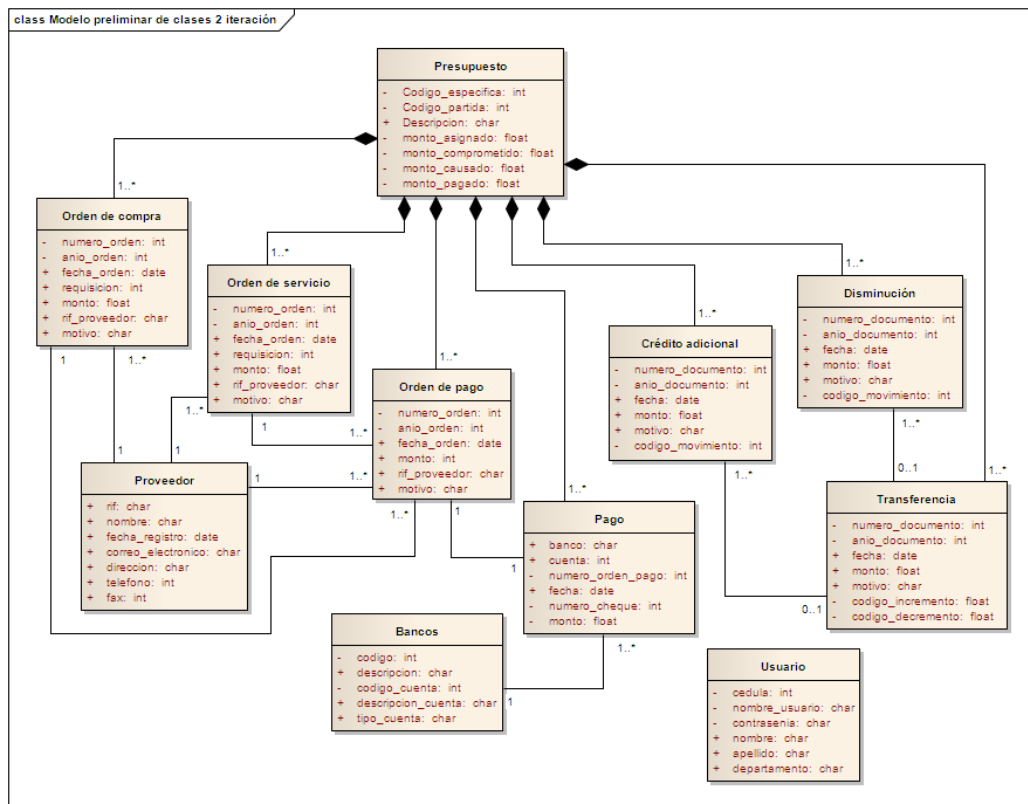 class Modelo preliminar de clases 2 iteración
Presupuesto
- Codigo_especifica: int
- Codigo_partida: int
+ Descripcion: char
- monto_asignado: float
- monto_comprometido: float
- monto_causado: float
- monto_pagado: float
1..*
1..*
1..*
1..*
1..*
1..*
1..*
Orden de compra
- numero_orden: int
- anio_orden: int
+ fecha_orden: date
+ requisicion: int
+ monto: float
+ rif_proveedor: char
+ motivo: char
1
1..*
Orden de servicio
- numero_orden: int
- anio_orden: int
+ fecha_orden: date
+ requisicion: int
+ monto: float
+ rif_proveedor: char
+ motivo: char
1..*
1
Disminución
- numero_documento: int
- anio_documento: int
+ fecha: date
+ monto: float
+ motivo: char
- codigo_movimiento: int
1..*
0..1
Crédito adicional
- numero_documento: int
- anio_documento: int
+ fecha: date
+ monto: float
+ motivo: char
- codigo_movimiento: int
1..*
0..1
Orden de pago
- numero_orden: int
- anio_orden: int
+ fecha_orden: date
+ monto: int
+ rif_proveedor: char
+ motivo: char
1..*
1..*
1..*
1
1
Proveedor
+ rif: char
+ nombre: char
+ fecha_registro: date
+ correo_electronico: char
+ direccion: char
+ telefono: int
+ fax: int
1
1
1
Transferencia
- numero_documento: int
- anio_documento: int
+ fecha: date
+ monto: float
+ motivo: char
- codigo_incremento: float
- codigo_decremento: float
Pago
+ banco: char
+ cuenta: int
- numero_orden_pago: int
+ fecha: date
- numero_cheque: int
- monto: float
1..*
1
Bancos
- codigo: int
+ descripcion: char
- codigo_cuenta: int
+ descripcion_cuenta: char
+ tipo_cuenta: char
Usuario
- cedula: int
- nombre_usuario: char
- contrasenia: char
+ nombre: char
+ apellido: char
+ departamento: char